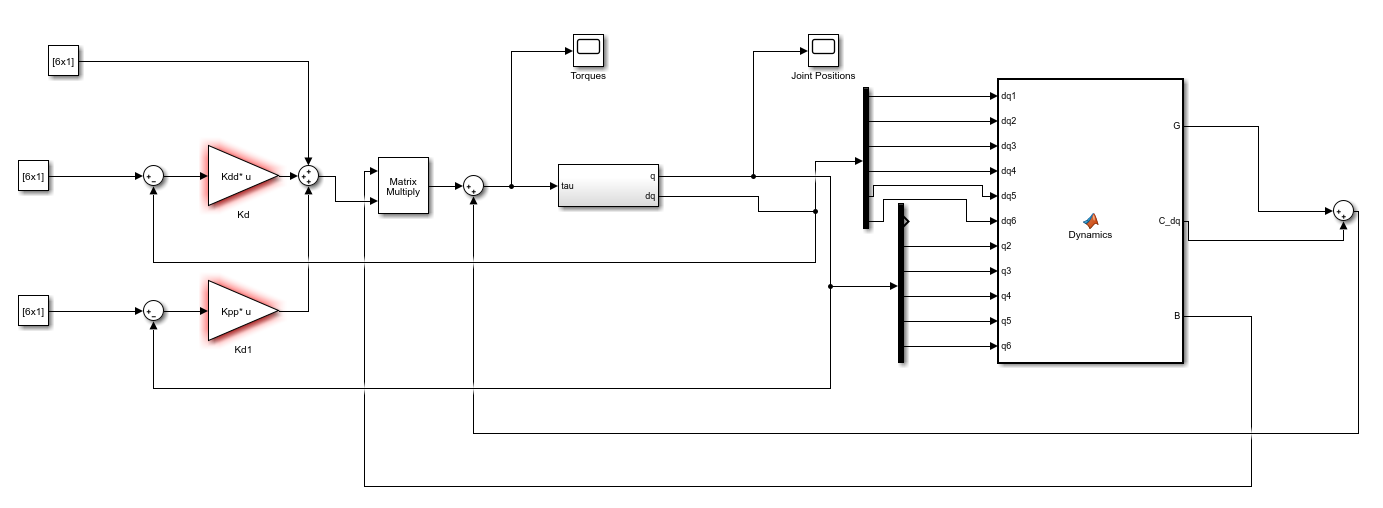 [6x1]
Torques
Joint Positions
[6x1]
Kdd* u
Kd
Matrix
Multiply
tau
q
dq
[6x1]
Kpp* u
Kd1
dq1
dq2
dq3
dq4
dq5
dq6
q2
q3
q4
q5
q6
Dynamics
G
C_dq
B